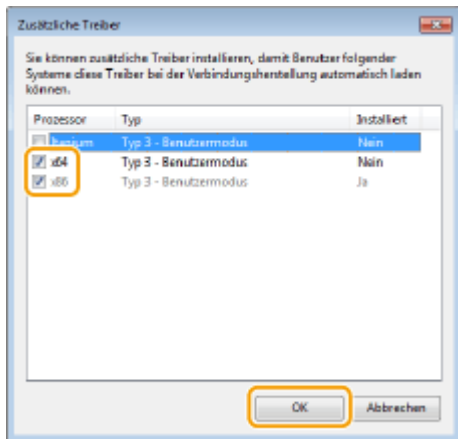 Zusätzliche Treiber
Sie können zusätzliche Treiber installieren, damit Benutzer folgender
Systeme diese Treiber bei der Verbindungsherstellung automatisch laden
können.
Prozessor Typ Installiert
Itanium Typ 3 - Benutzermodus Nein
x64 Typ 3 - Benutzermodus Nein
x86 Typ 3 - Benutzermodus Ja
OK Abbrechen